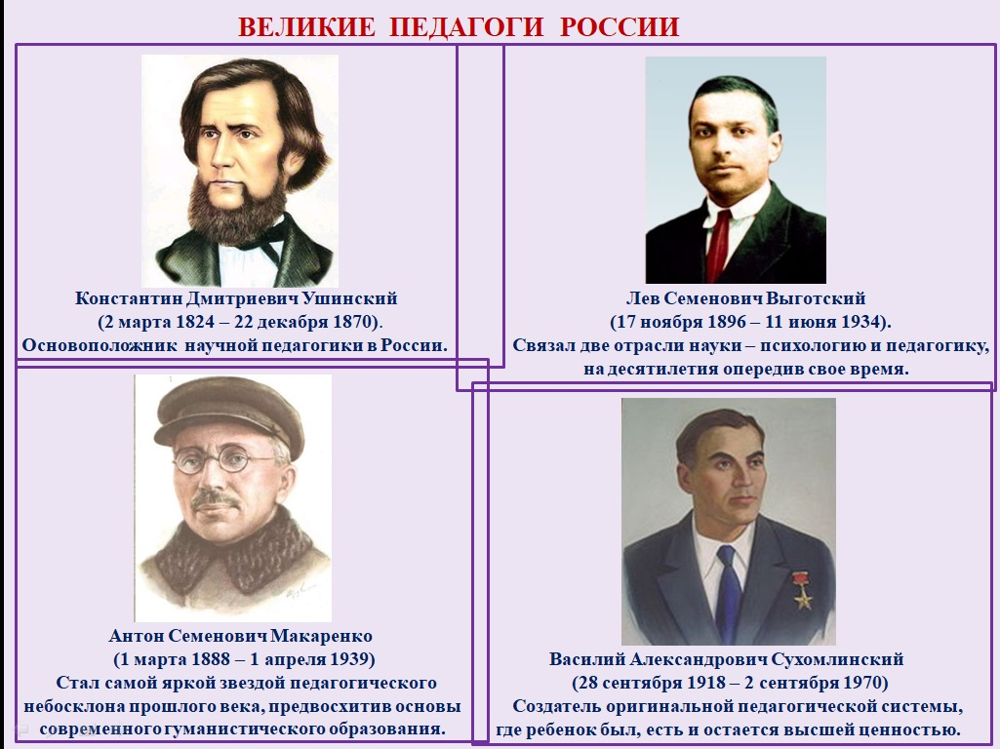 ВЕЛИКИЕ ПЕДАГОГИ РОССИИ
Константин Дмитриевич Ушинский
(2 марта 1824 – 22 декабря 1870).
Основоположник научной педагогики в России.
Лев Семенович Выготский
(17 ноября 1896 – 11 июня 1934).
Связал две отрасли науки – психологию и педагогику,
на десятилетия опередив свое время.
Антон Семенович Макаренко
(1 марта 1888 – 1 апреля 1939)
Стал самой яркой звездой педагогического
небосклона прошлого века, предвосхитив основы
современного гуманистического образования.
Василий Александрович Сухомлинский
(28 сентября 1918 – 2 сентября 1970)
Создатель оригинальной педагогической системы,
где ребенок был, есть и остается высшей ценностью.